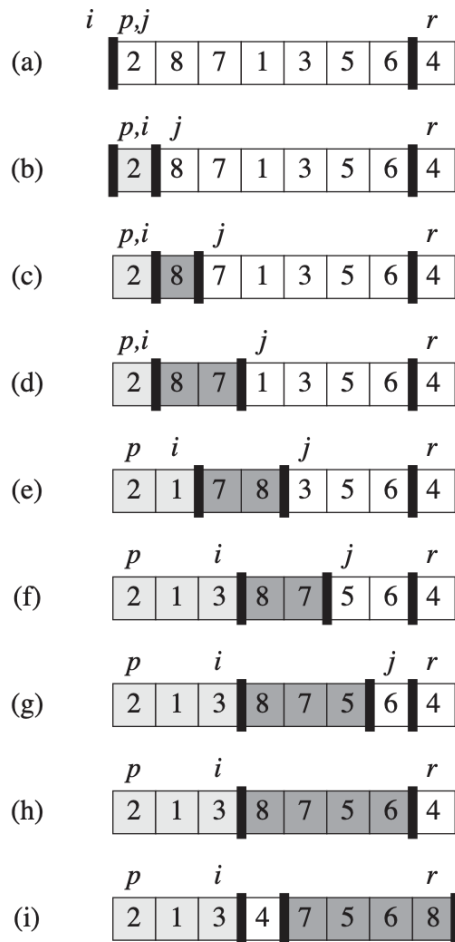 i p,j r
(a) 2 8 7 1 3 5 6 4
p,i j r
(b) 2 8 7 1 3 5 6 4
p,i j r
(c) 2 8 7 1 3 5 6 4
p,i j r
(d) 2 8 7 1 3 5 6 4
p i j r
(e) 2 1 7 8 3 5 6 4
p i j r
(f) 2 1 3 8 7 5 6 4
p i j r
(g) 2 1 3 8 7 5 6 4
p i r
(h) 2 1 3 8 7 5 6 4
p i r
(i) 2 1 3 4 7 5 6 8